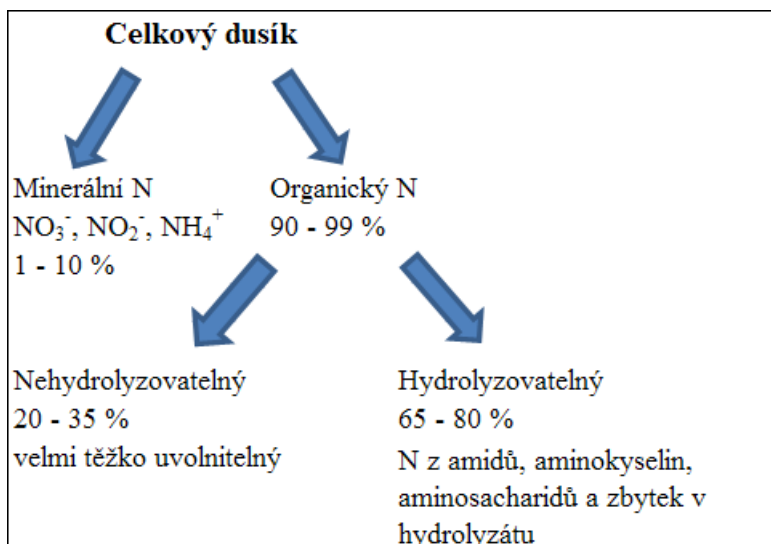 Celkový dusík
Minerální N
NO₃⁻, NO₂⁻, NH₄⁺
1 - 10 %
Organický N
90 - 99 %
Nehydrolyzovatelný
20 - 35 %
velmi těžko uvolnitelný
Hydrolyzovatelný
65 - 80 %
N z amidů, aminokyselin,
aminosacharidů a zbytek v
hydrolyzátu